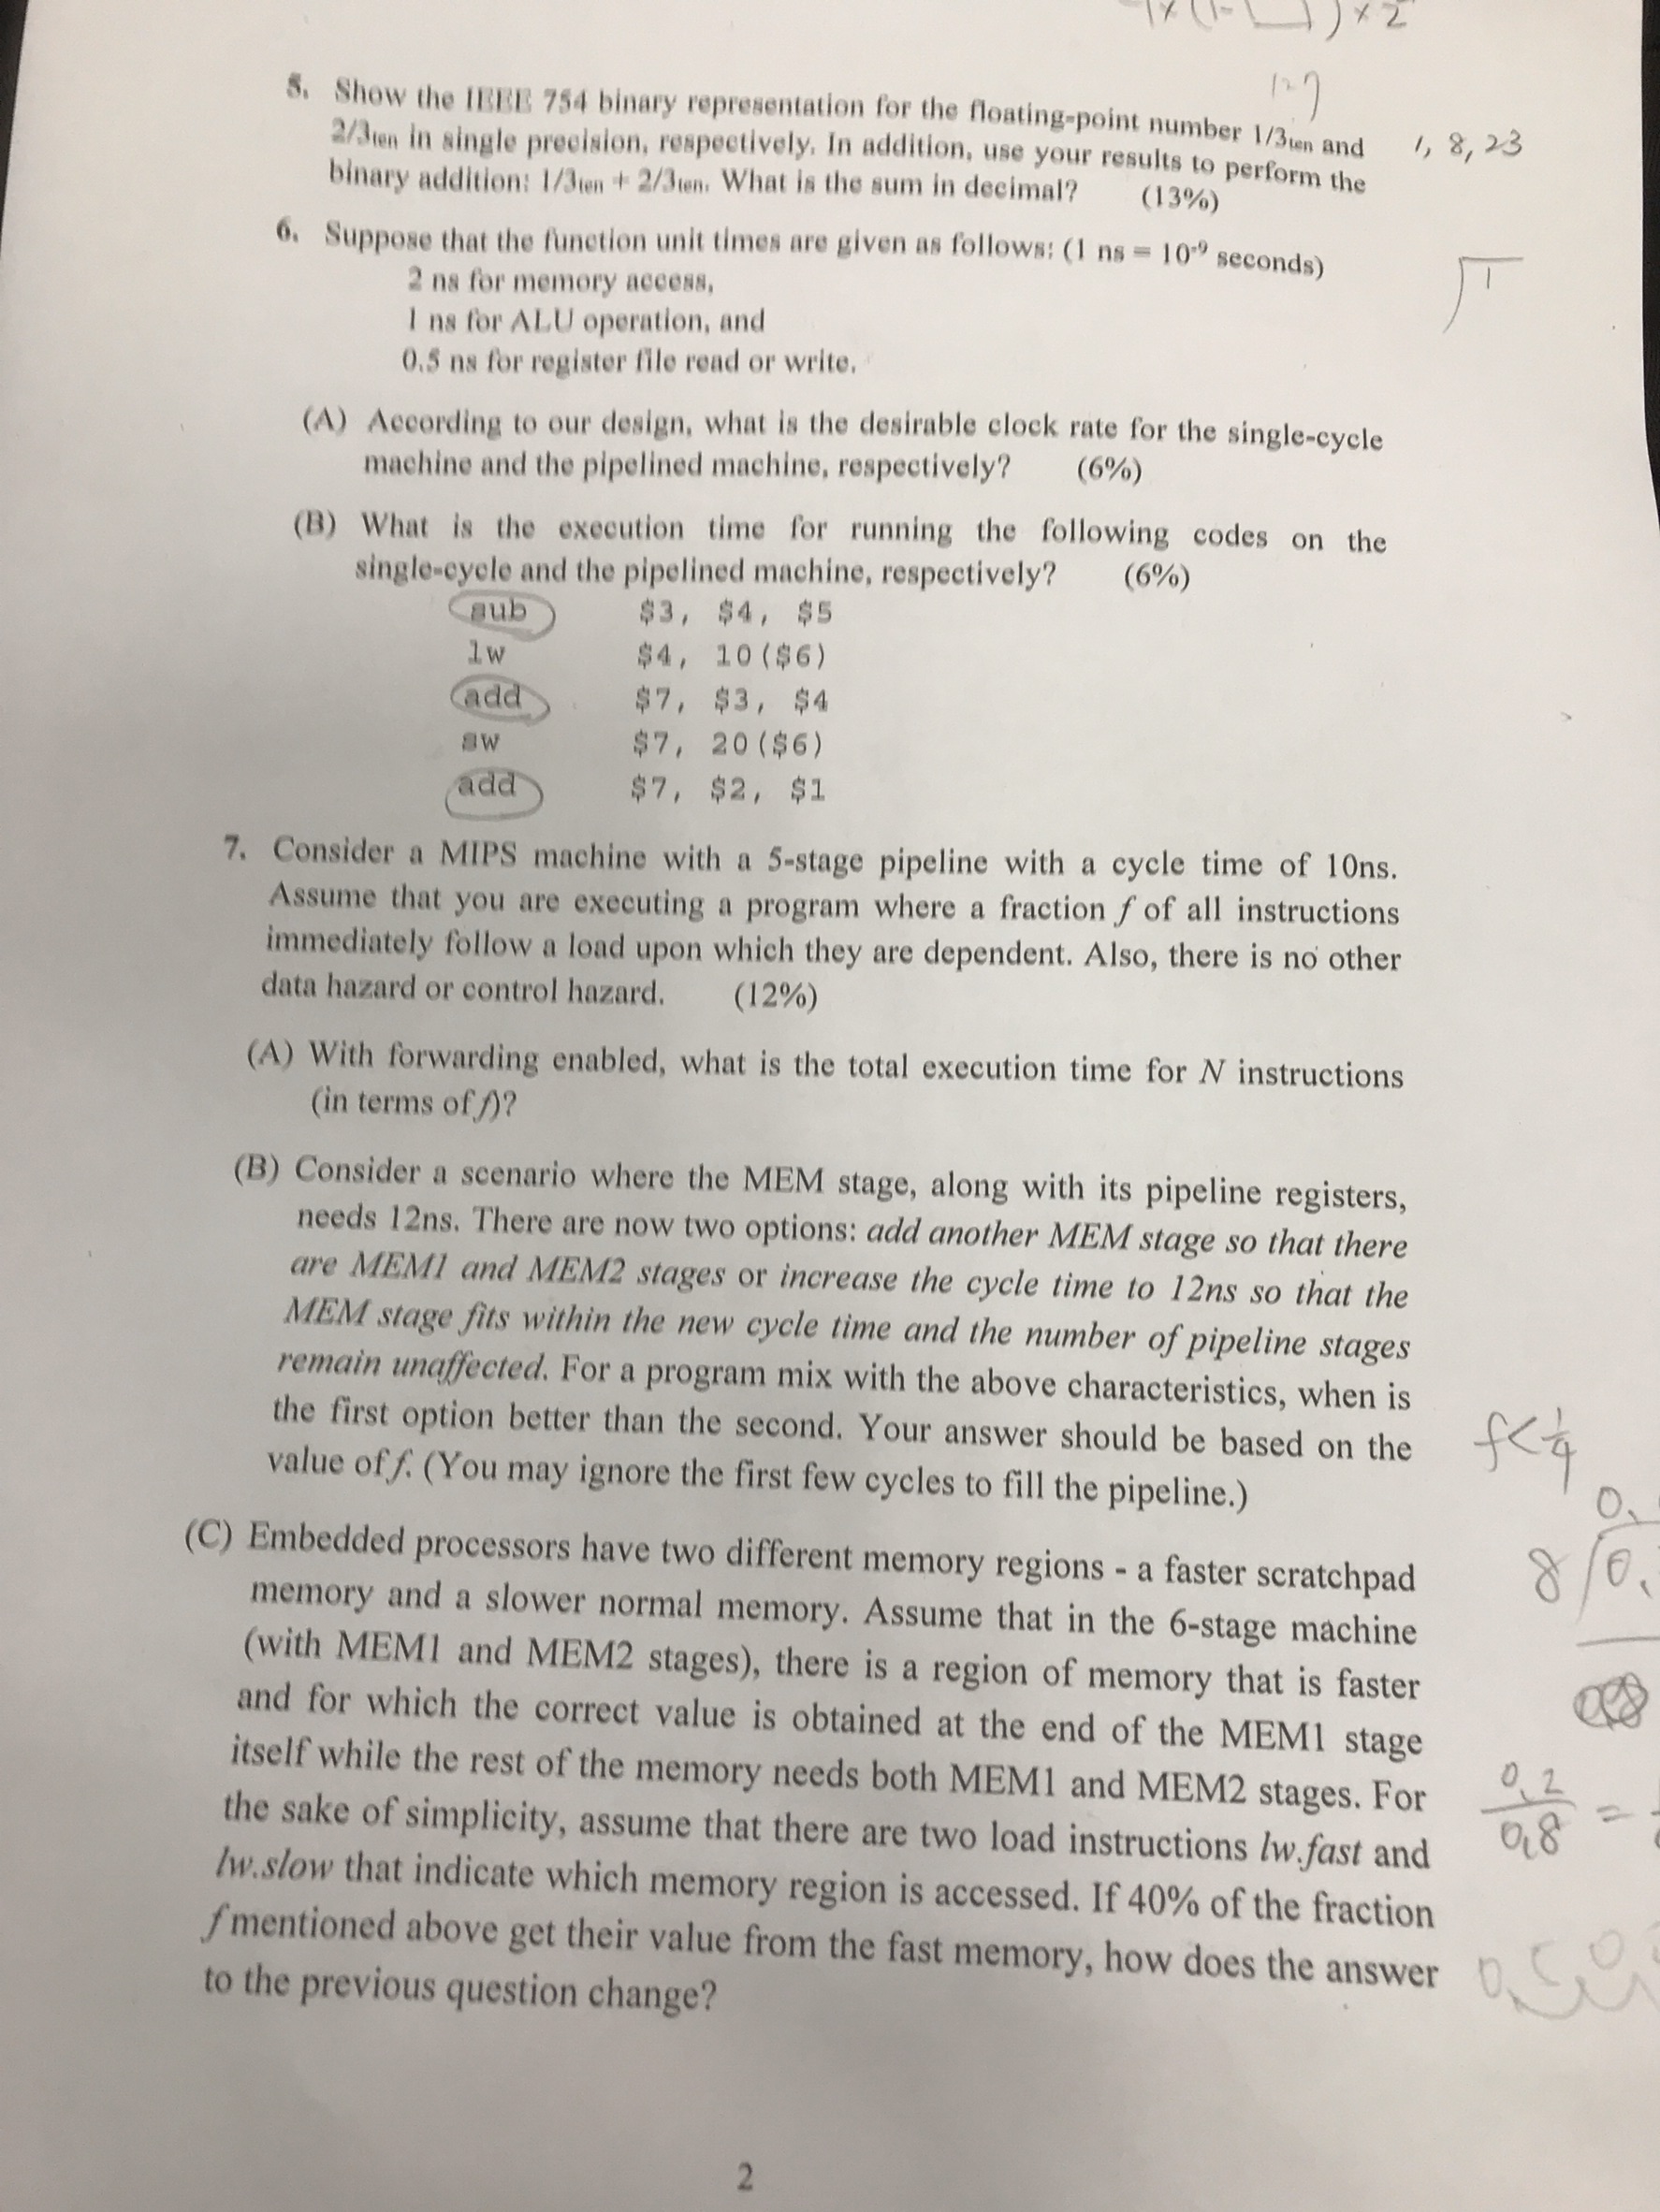 -1×(1-    )×2
127
5. Show the IEEE 754 binary representation for the floating-point number 1/3ten and
1, 8, 23
2/3ten in single precision, respectively. In addition, use your results to perform the
binary addition: 1/3ten + 2/3ten. What is the sum in decimal? (13%)
6. Suppose that the function unit times are given as follows: (1 ns = 10⁻⁹ seconds)
2 ns for memory access,
1 ns for ALU operation, and
0.5 ns for register file read or write.
(A) According to our design, what is the desirable clock rate for the single-cycle
machine and the pipelined machine, respectively? (6%)
(B) What is the execution time for running the following codes on the
single-cycle and the pipelined machine, respectively? (6%)
sub $3, $4, $5
lw $4, 10($6)
add $7, $3, $4
sw $7, 20($6)
add $7, $2, $1
7. Consider a MIPS machine with a 5-stage pipeline with a cycle time of 10ns.
Assume that you are executing a program where a fraction f of all instructions
immediately follow a load upon which they are dependent. Also, there is no other
data hazard or control hazard. (12%)
(A) With forwarding enabled, what is the total execution time for N instructions
(in terms of f)?
(B) Consider a scenario where the MEM stage, along with its pipeline registers,
needs 12ns. There are now two options: add another MEM stage so that there
are MEM1 and MEM2 stages or increase the cycle time to 12ns so that the
MEM stage fits within the new cycle time and the number of pipeline stages
remain unaffected. For a program mix with the above characteristics, when is
the first option better than the second. Your answer should be based on the
f<1/4
value of f. (You may ignore the first few cycles to fill the pipeline.)
0.
(C) Embedded processors have two different memory regions - a faster scratchpad
8 0.
memory and a slower normal memory. Assume that in the 6-stage machine
(with MEM1 and MEM2 stages), there is a region of memory that is faster
and for which the correct value is obtained at the end of the MEM1 stage
itself while the rest of the memory needs both MEM1 and MEM2 stages. For
0.2/0.8 =
the sake of simplicity, assume that there are two load instructions lw.fast and
lw.slow that indicate which memory region is accessed. If 40% of the fraction
f mentioned above get their value from the fast memory, how does the answer
to the previous question change?
2